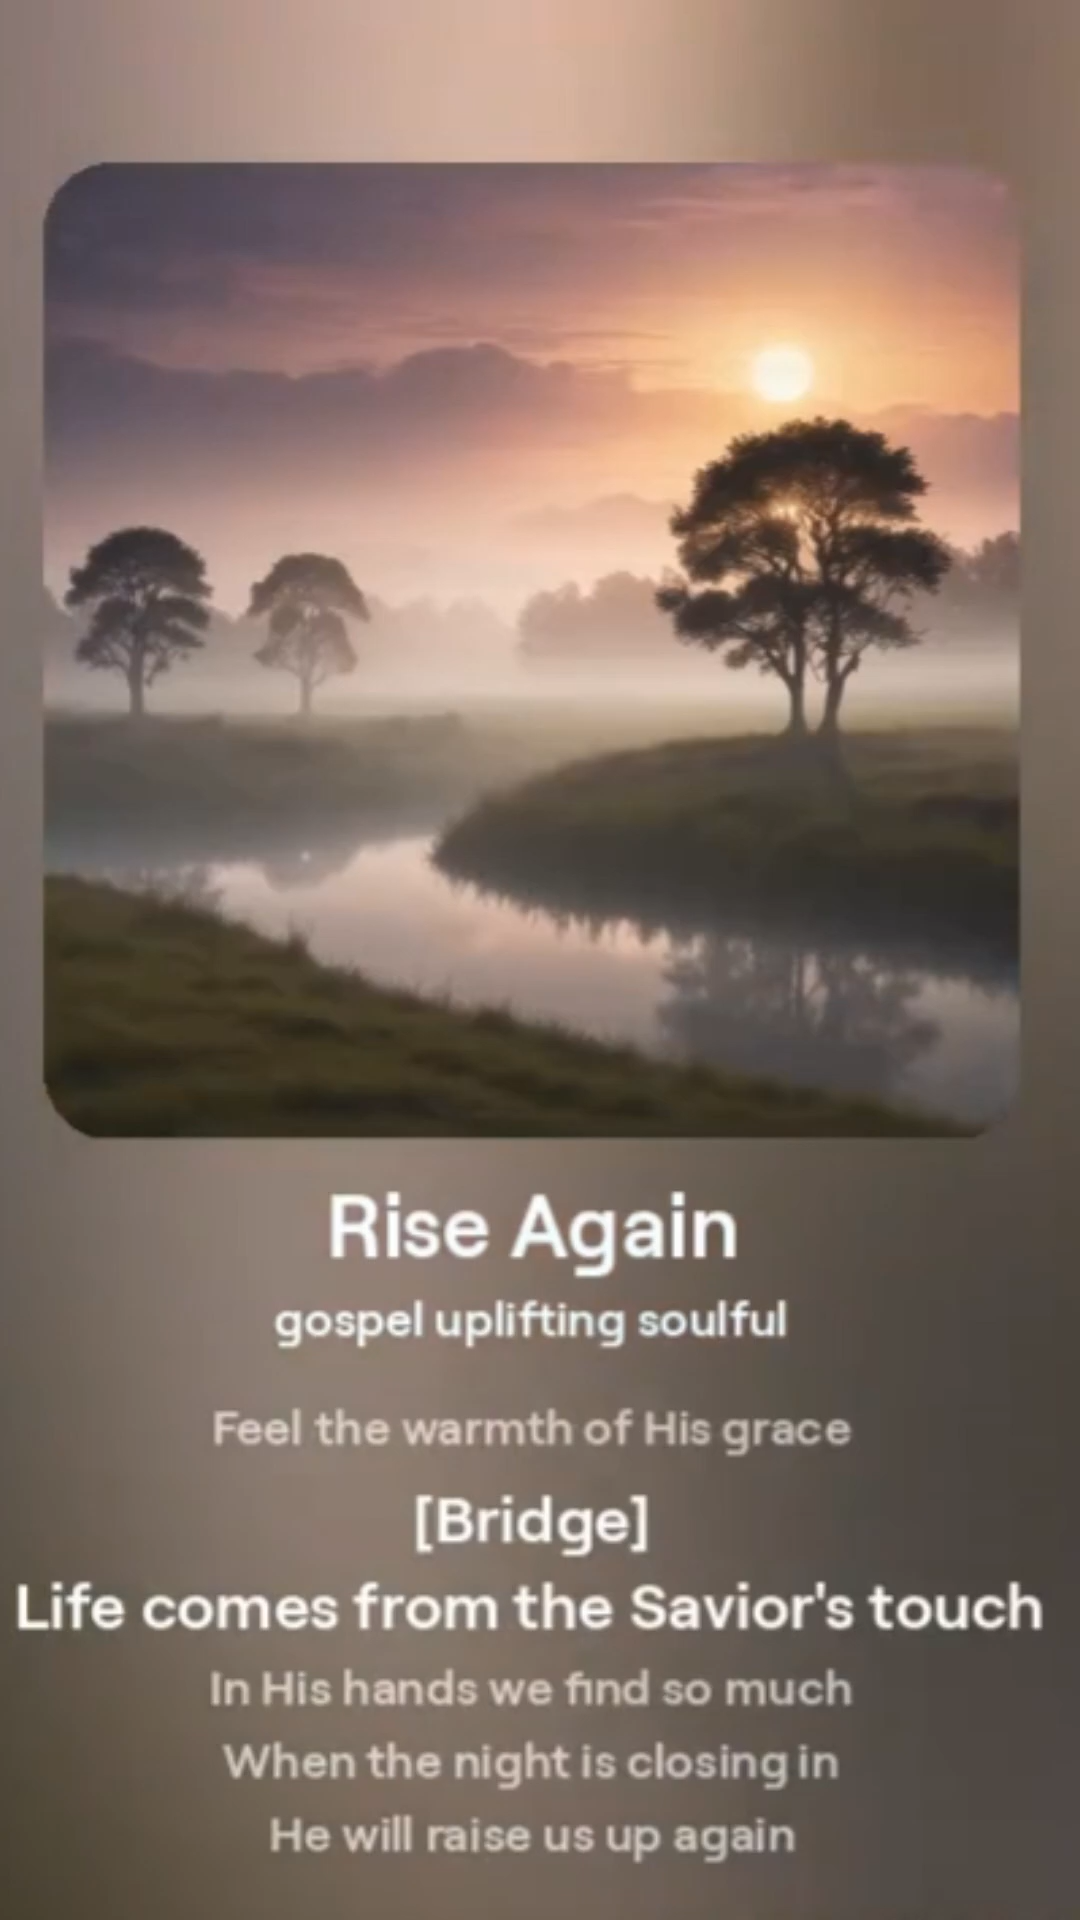 Rise Again
gospel uplifting soulful
Feel the warmth of His grace
[Bridge]
Life comes from the Savior's touch
In His hands we find so much
When the night is closing in
He will raise us up again